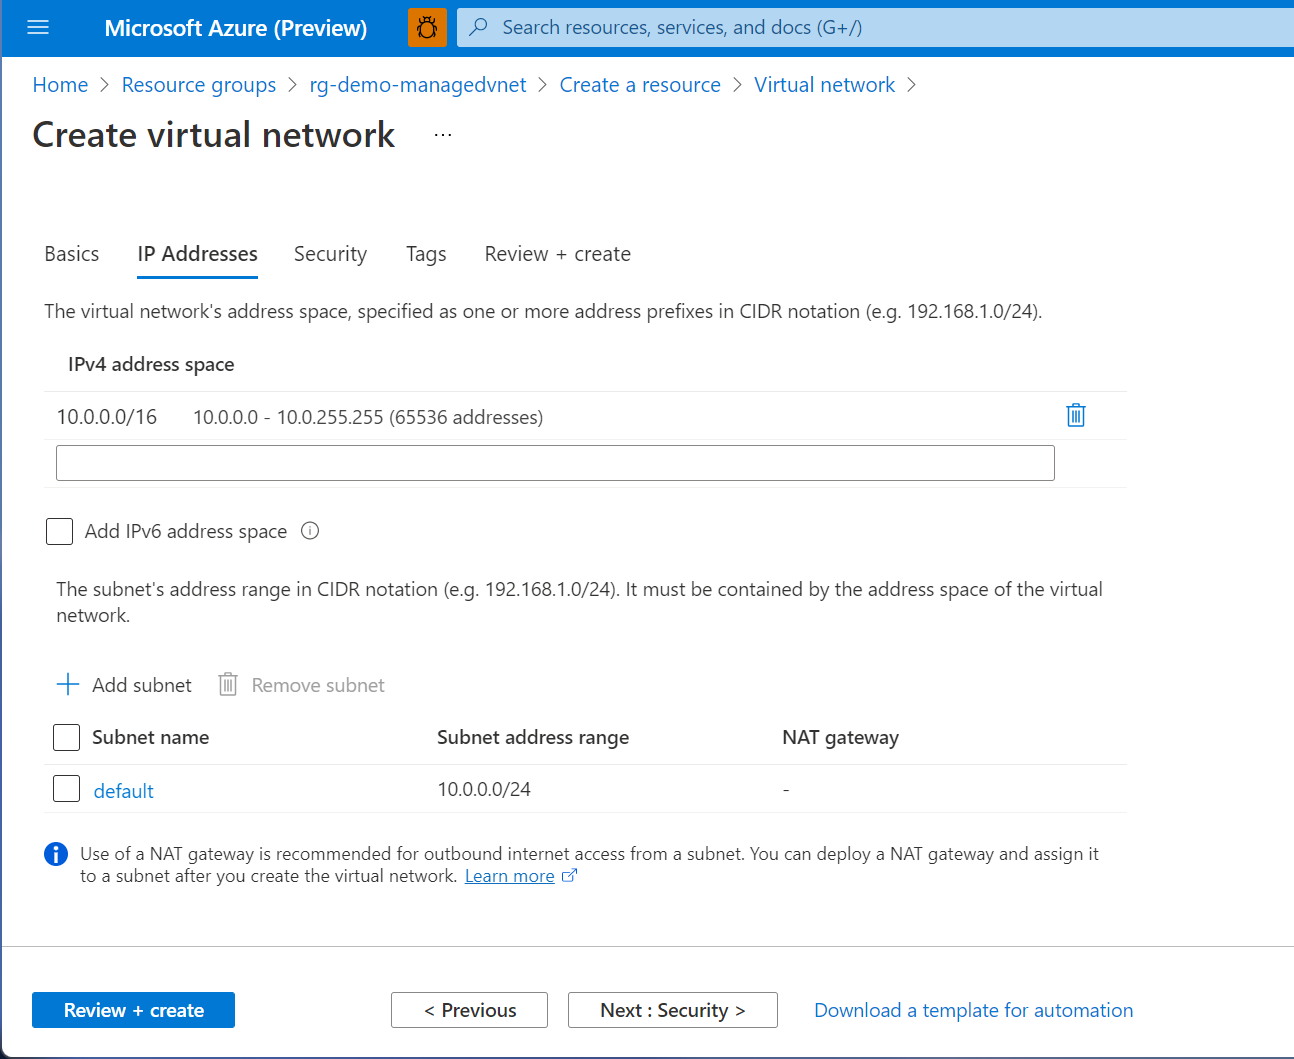 Microsoft Azure (Preview)
Search resources, services, and docs (G+/)
Home > Resource groups > rg-demo-managedvnet > Create a resource > Virtual network >
Create virtual network ...
Basics IP Addresses Security Tags Review + create
The virtual network's address space, specified as one or more address prefixes in CIDR notation (e.g. 192.168.1.0/24).
IPv4 address space
10.0.0.0/16 10.0.0.0 - 10.0.255.255 (65536 addresses)
Add IPv6 address space
The subnet's address range in CIDR notation (e.g. 192.168.1.0/24). It must be contained by the address space of the virtual
network.
Add subnet Remove subnet
Subnet name Subnet address range NAT gateway
default 10.0.0.0/24 -
Use of a NAT gateway is recommended for outbound internet access from a subnet. You can deploy a NAT gateway and assign it
to a subnet after you create the virtual network. Learn more
Review + create < Previous Next : Security > Download a template for automation